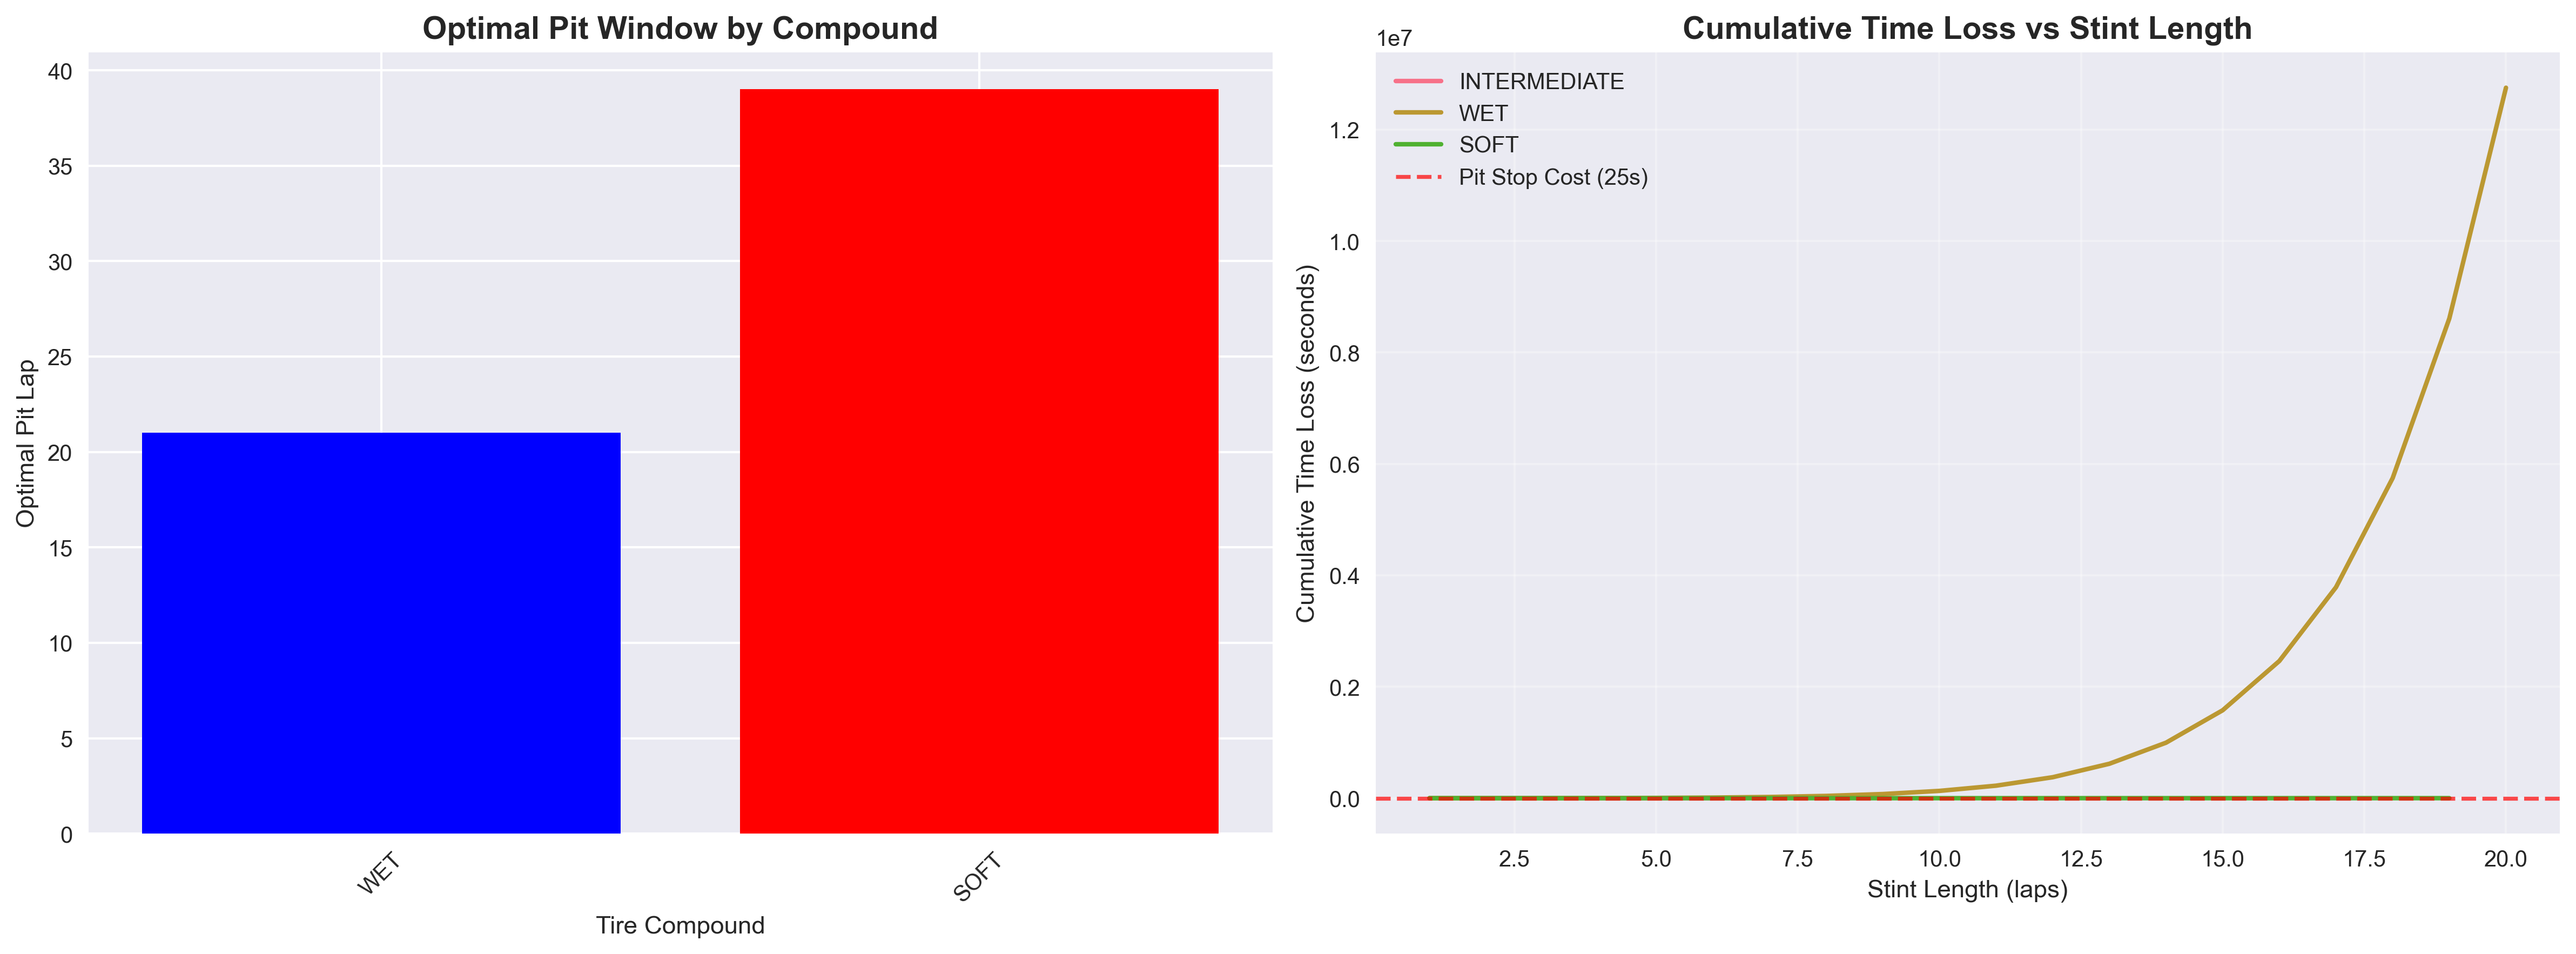 Optimal Pit Window by Compound
40
35
30
25
20
15
10
5
0
Optimal Pit Lap
WET
SOFT
Tire Compound
Cumulative Time Loss vs Stint Length
1e7
INTERMEDIATE
WET
SOFT
Pit Stop Cost (25s)
1.2
1.0
0.8
0.6
0.4
0.2
0.0
Cumulative Time Loss (seconds)
2.5 5.0 7.5 10.0 12.5 15.0 17.5 20.0
Stint Length (laps)